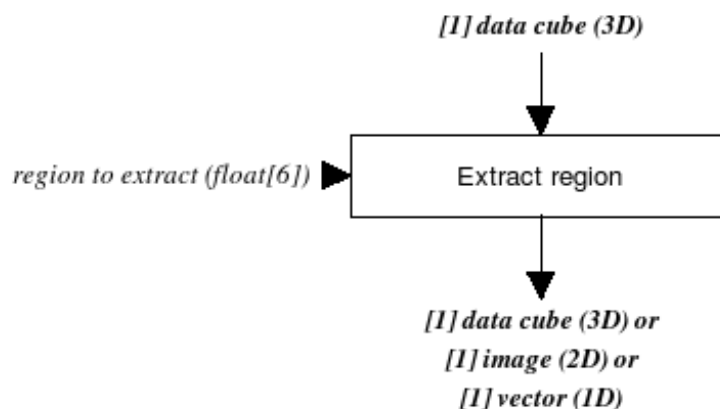 [1] data cube (3D)
region to extract (float[6])
Extract region
[1] data cube (3D) or
[1] image (2D) or
[1] vector (1D)